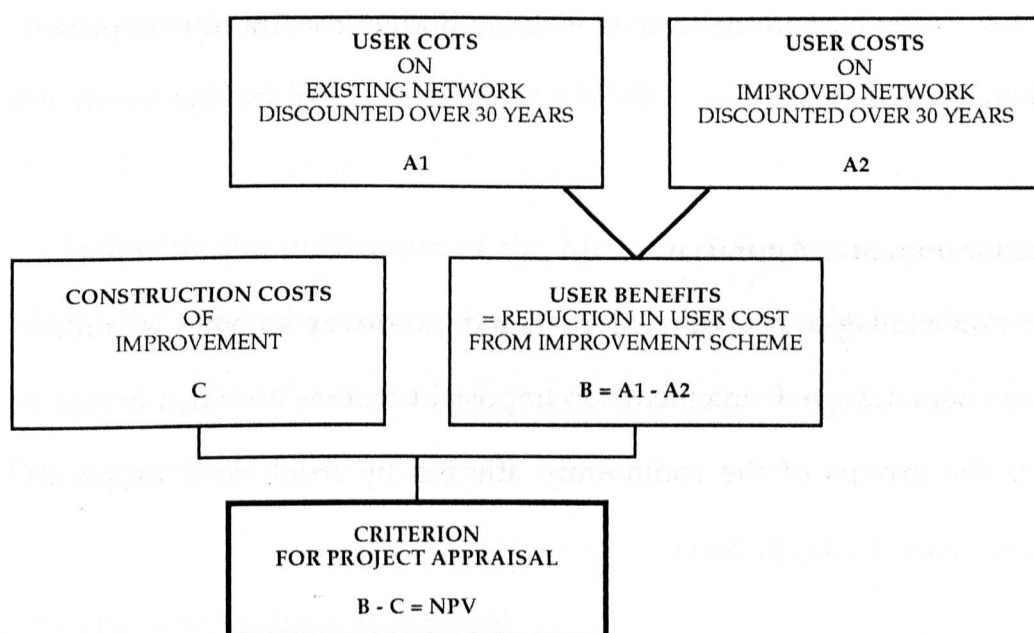 USER COTS
ON
EXISTING NETWORK
DISCOUNTED OVER 30 YEARS
A1
USER COSTS
ON
IMPROVED NETWORK
DISCOUNTED OVER 30 YEARS
A2
CONSTRUCTION COSTS
OF
IMPROVEMENT
C
USER BENEFITS
= REDUCTION IN USER COST
FROM IMPROVEMENT SCHEME
B = A1 - A2
CRITERION
FOR PROJECT APPRAISAL
B - C = NPV